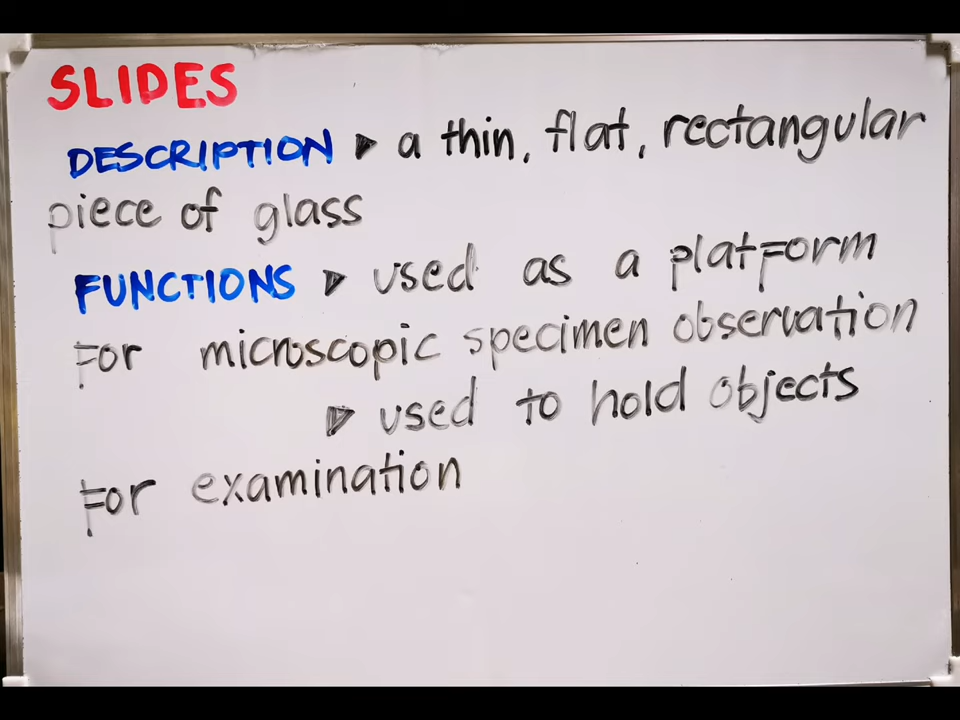 SLIDES
DESCRIPTION ▶ a thin, flat, rectangular
piece of glass
FUNCTIONS ▶ used as a platform
for microscopic specimen observation
▶ used to hold objects
for examination